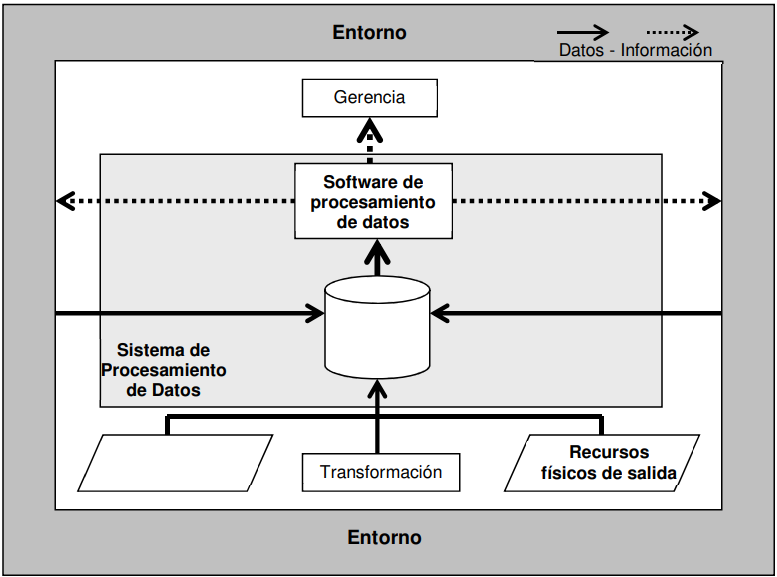 Entorno
Datos - Información
Gerencia
Software de
procesamiento
de datos
Sistema de
Procesamiento
de Datos
Transformación
Recursos
físicos de salida
Entorno